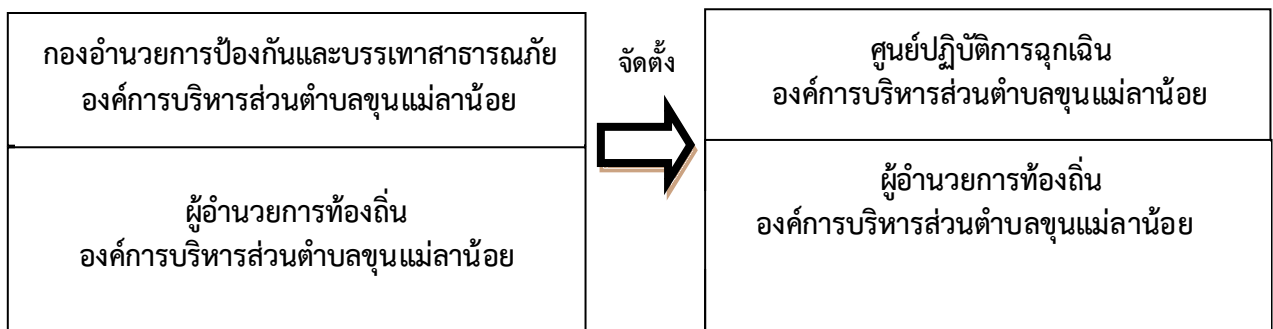 กองอำนวยการป้องกันและบรรเทาสาธารณภัย
องค์การบริหารส่วนตำบลขุนแม่ลาน้อย
ผู้อำนวยการท้องถิ่น
องค์การบริหารส่วนตำบลขุนแม่ลาน้อย
จัดตั้ง
ศูนย์ปฏิบัติการฉุกเฉิน
องค์การบริหารส่วนตำบลขุนแม่ลาน้อย
ผู้อำนวยการท้องถิ่น
องค์การบริหารส่วนตำบลขุนแม่ลาน้อย